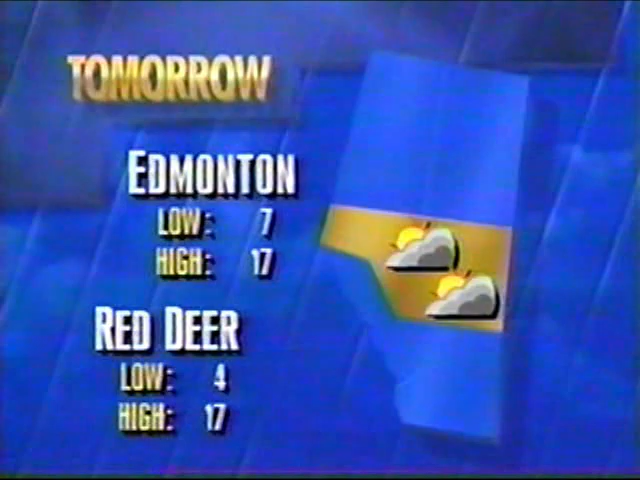 TOMORROW
EDMONTON
LOW: 7
HIGH: 17
RED DEER
LOW: 4
HIGH: 17